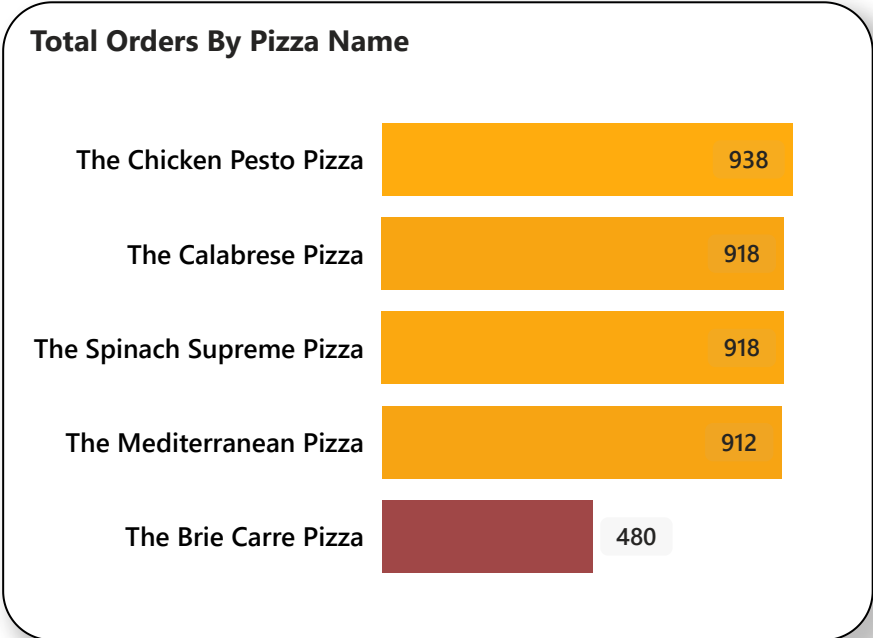 Total Orders By Pizza Name
The Chicken Pesto Pizza 938
The Calabrese Pizza 918
The Spinach Supreme Pizza 918
The Mediterranean Pizza 912
The Brie Carre Pizza 480